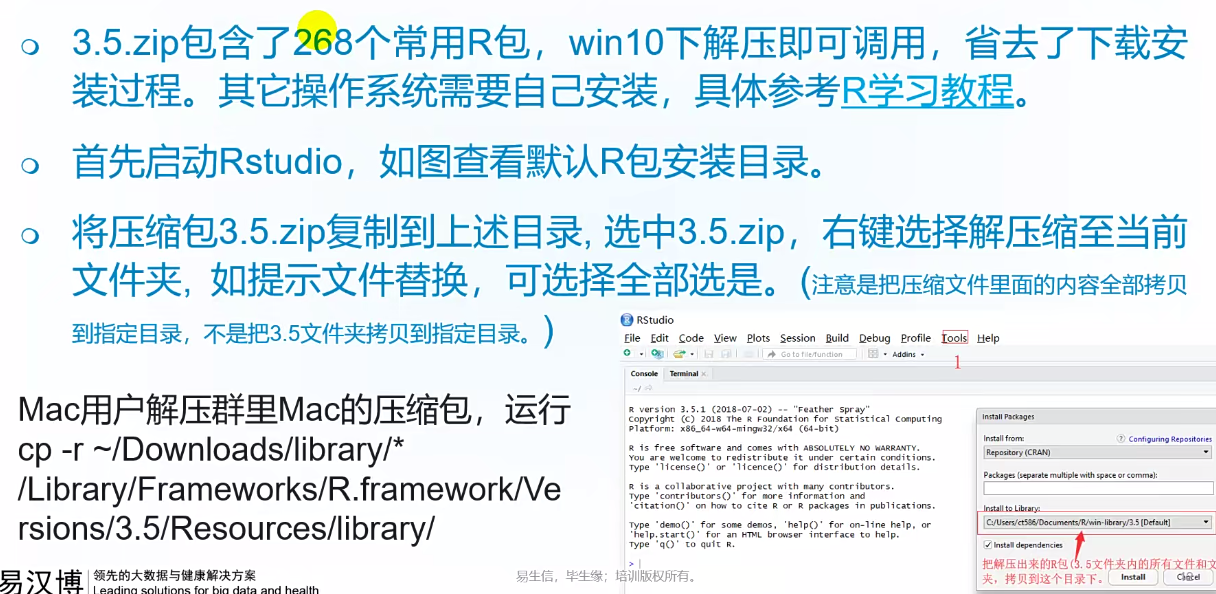 3.5.zip包含了268个常用R包，win10下解压即可调用，省去了下载安
装过程。其它操作系统需要自己安装，具体参考R学习教程。
首先启动Rstudio，如图查看默认R包安装目录。
将压缩包3.5.zip复制到上述目录, 选中3.5.zip，右键选择解压缩至当前
文件夹, 如提示文件替换，可选择全部选是。(注意是把压缩文件里面的内容全部拷贝
到指定目录，不是把3.5文件夹拷贝到指定目录。)
Mac用户解压群里Mac的压缩包，运行
cp -r ~/Downloads/library/*
/Library/Frameworks/R.framework/Ve
rsions/3.5/Resources/library/
RStudio
File Edit Code View Plots Session Build Debug Profile Tools Help
Go to file/function Addins
1
Console Terminal
~/
R version 3.5.1 (2018-07-02) -- "Feather Spray"
Copyright (C) 2018 The R Foundation for Statistical Computing
Platform: x86_64-w64-mingw32/x64 (64-bit)
R is free software and comes with ABSOLUTELY NO WARRANTY.
You are welcome to redistribute it under certain conditions.
Type 'license()' or 'licence()' for distribution details.
R is a collaborative project with many contributors.
Type 'contributors()' for more information and
'citation()' on how to cite R or R packages in publications.
Type 'demo()' for some demos, 'help()' for on-line help, or
'help.start()' for an HTML browser interface to help.
Type 'q()' to quit R.
>
Install Packages
Install from:
Configuring Repositories
Repository (CRAN)
Packages (separate multiple with space or comma):
Install to Library:
C:/Users/ct586/Documents/R/win-library/3.5 [Default]
Install dependencies
把解压出来的R包(3.5文件夹内的所有文件和文
夹，拷贝到这个目录下。
Install Cancel
易汉博
领先的大数据与健康解决方案
Leading solutions for big data and health
易生信，毕生缘；培训版权所有。